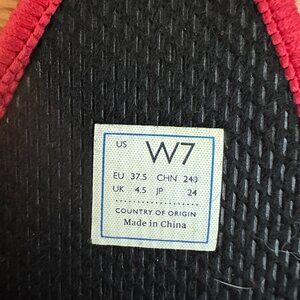 US W7
EU 37.5 CHN 240
UK 4.5 JP 24
COUNTRY OF ORIGIN
Made in China